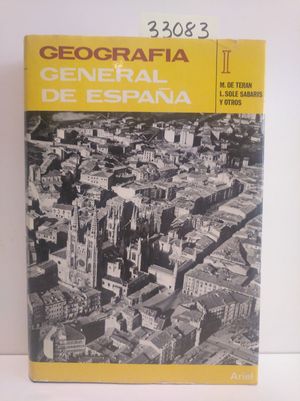 33083
GEOGRAFIA
GENERAL
DE ESPAÑA
I
M. DE TERAN
L. SOLE SABARIS
Y OTROS
Ariel